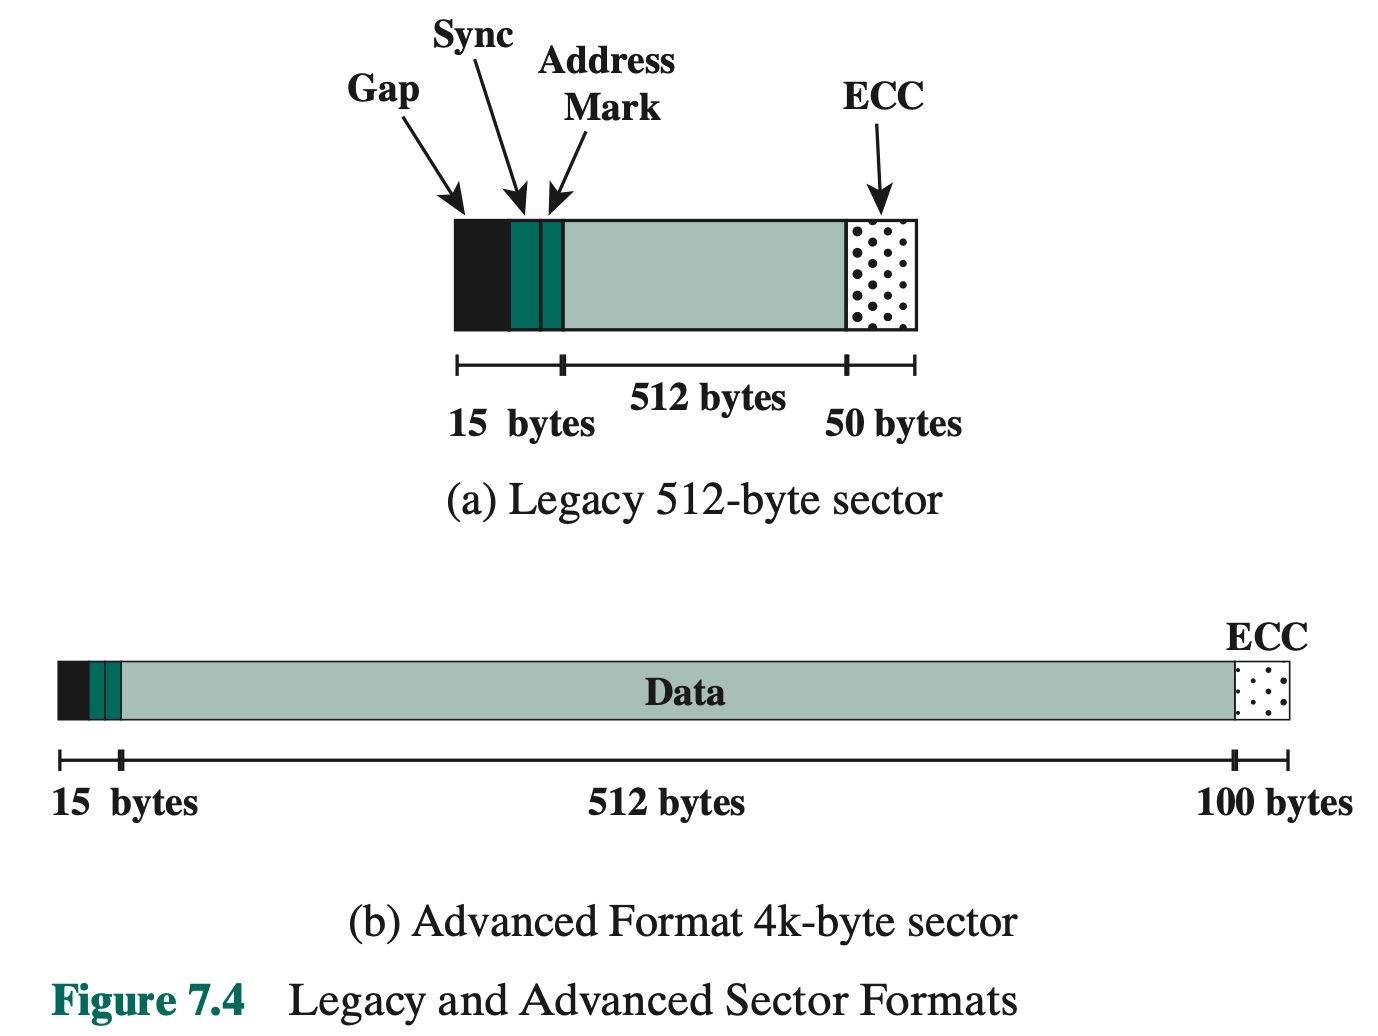 Sync
Gap
Address
Mark
ECC
512 bytes
15 bytes
50 bytes
(a) Legacy 512-byte sector
ECC
Data
15 bytes
512 bytes
100 bytes
(b) Advanced Format 4k-byte sector
Figure 7.4 Legacy and Advanced Sector Formats